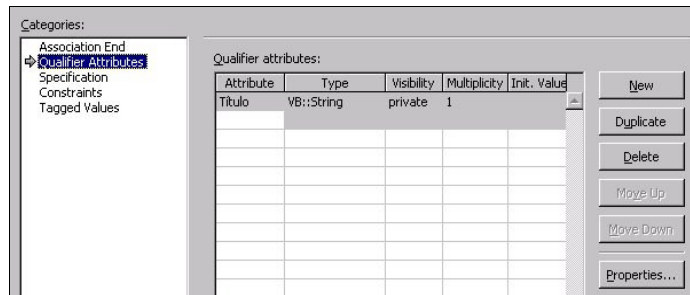 Categories:
Association End
Qualifier Attributes
Specification
Constraints
Tagged Values
Qualifier attributes:
Attribute Type Visibility Multiplicity Init. Value
Título VB::String private 1
New
Duplicate
Delete
Move Up
Move Down
Properties...